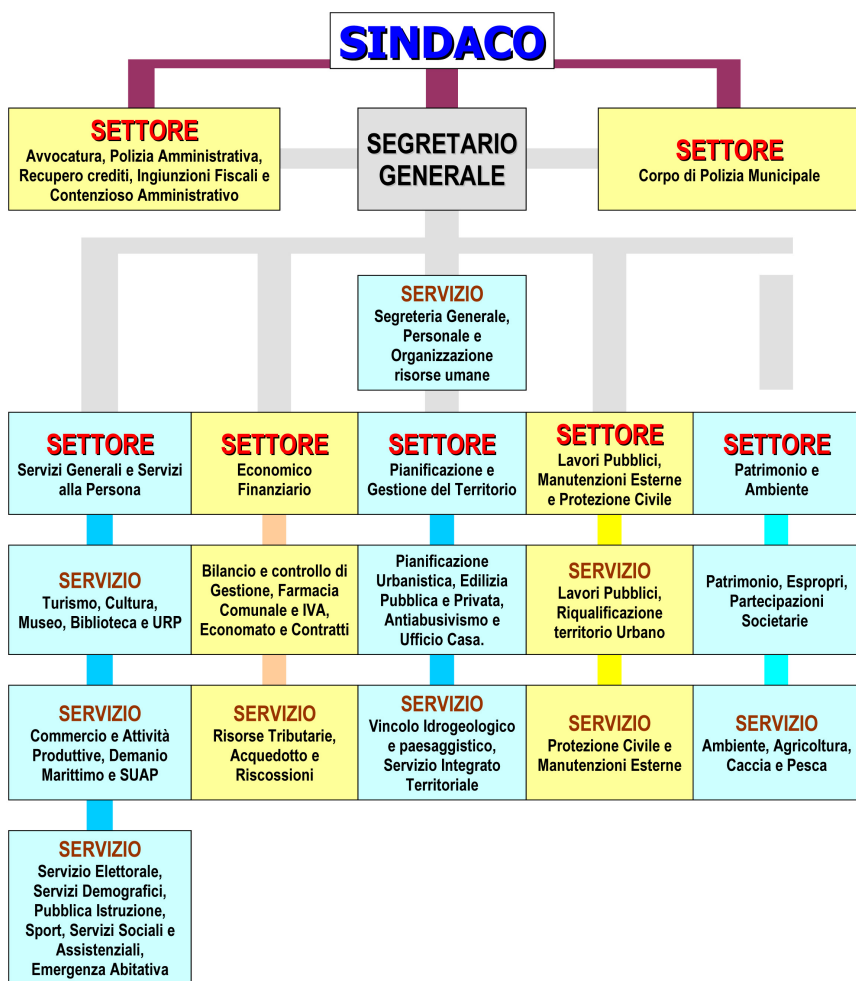 SINDACO
SETTORE
Avvocatura, Polizia Amministrativa,
Recupero crediti, Ingiunzioni Fiscali e
Contenzioso Amministrativo
SEGRETARIO
GENERALE
SETTORE
Corpo di Polizia Municipale
SERVIZIO
Segreteria Generale,
Personale e
Organizzazione
risorse umane
SETTORE
Servizi Generali e Servizi
alla Persona
SETTORE
Economico
Finanziario
SETTORE
Pianificazione e
Gestione del Territorio
SETTORE
Lavori Pubblici,
Manutenzioni Esterne
e Protezione Civile
SETTORE
Patrimonio e
Ambiente
SERVIZIO
Turismo, Cultura,
Museo, Biblioteca e URP
Bilancio e controllo di
Gestione, Farmacia
Comunale e IVA,
Economato e Contratti
Pianificazione
Urbanistica, Edilizia
Pubblica e Privata,
Antiabusivismo e
Ufficio Casa.
SERVIZIO
Lavori Pubblici,
Riqualificazione
territorio Urbano
Patrimonio, Espropri,
Partecipazioni
Societarie
SERVIZIO
Commercio e Attività
Produttive, Demanio
Marittimo e SUAP
SERVIZIO
Risorse Tributarie,
Acquedotto e
Riscossioni
SERVIZIO
Vincolo Idrogeologico
e paesaggistico,
Servizio Integrato
Territoriale
SERVIZIO
Protezione Civile e
Manutenzioni Esterne
SERVIZIO
Ambiente, Agricoltura,
Caccia e Pesca
SERVIZIO
Servizio Elettorale,
Servizi Demografici,
Pubblica Istruzione,
Sport, Servizi Sociali e
Assistenziali,
Emergenza Abitativa